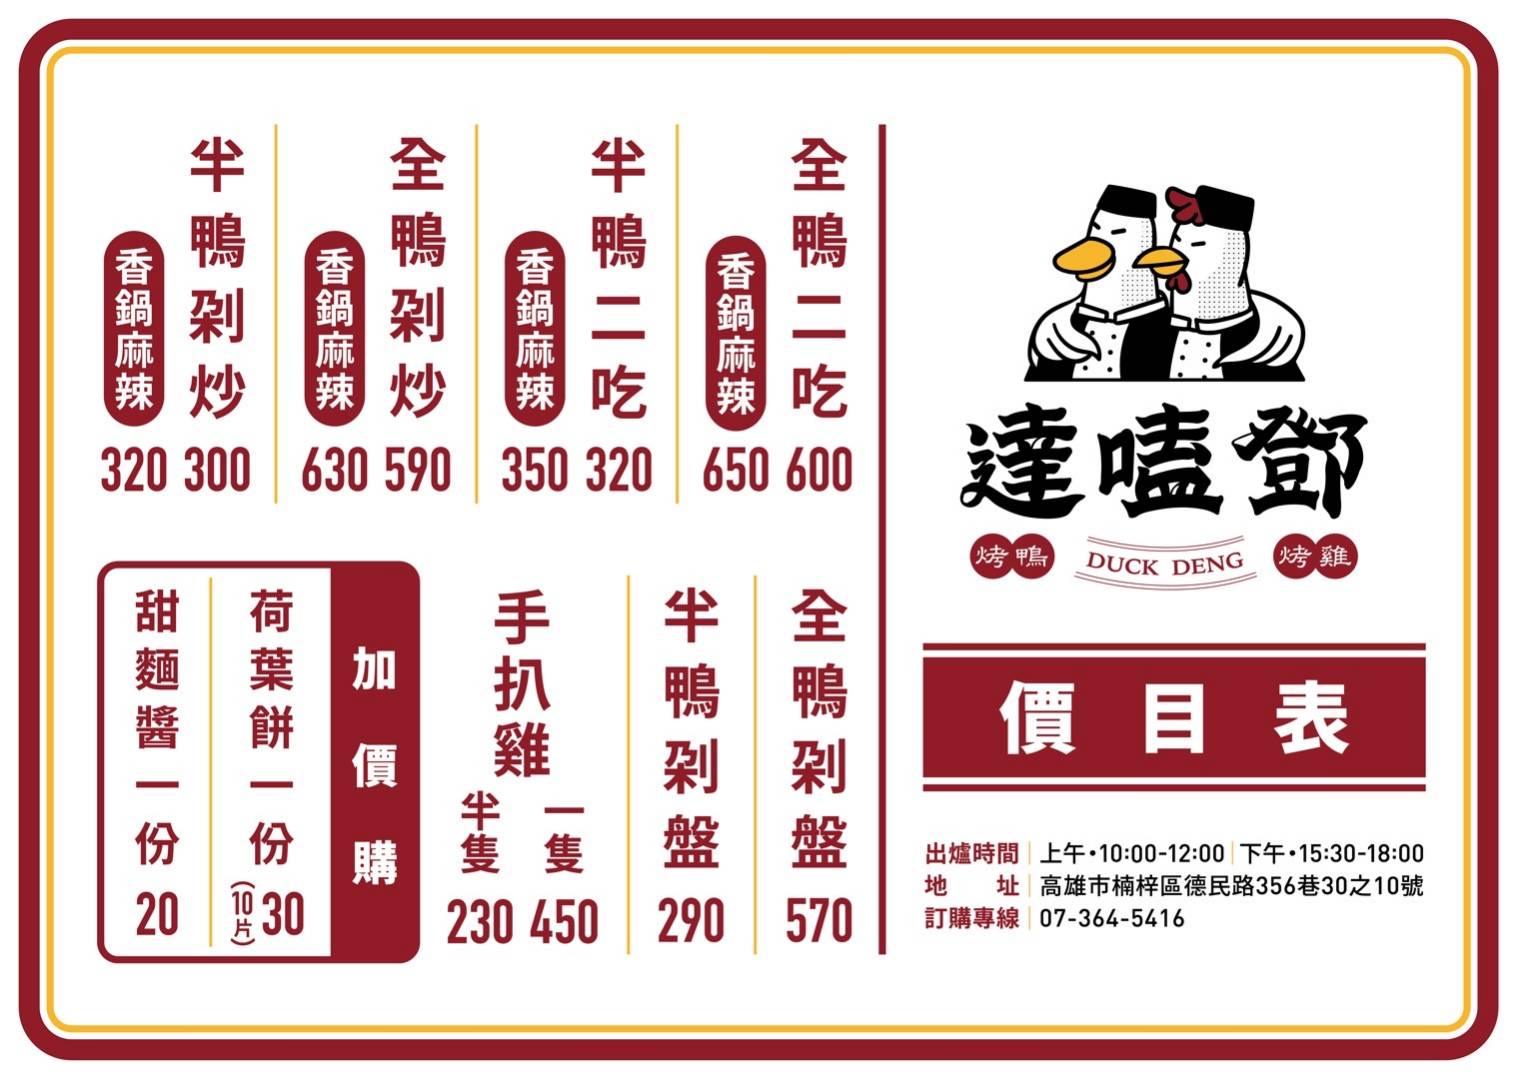 達嗑鄧
烤鴨
DUCK DENG
烤雞
價目表
出爐時間 上午•10:00-12:00 下午•15:30-18:00
地址 高雄市楠梓區德民路356巷30之10號
訂購專線 07-364-5416
全鴨二吃 600
香鍋麻辣 650
半鴨二吃 320
香鍋麻辣 350
全鴨剁炒 590
香鍋麻辣 630
半鴨剁炒 300
香鍋麻辣 320
全鴨剁盤 570
半鴨剁盤 290
手扒雞
一隻 450
半隻 230
加價購
荷葉餅一份 30 (10片)
甜麵醬一份 20